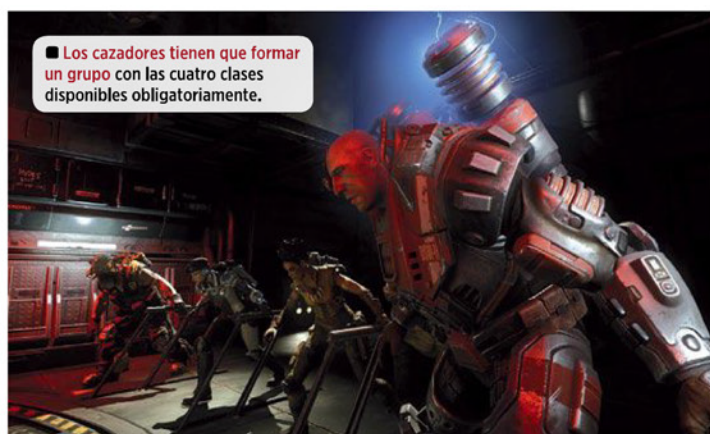 ■ Los cazadores tienen que formar
un grupo con las cuatro clases
disponibles obligatoriamente.